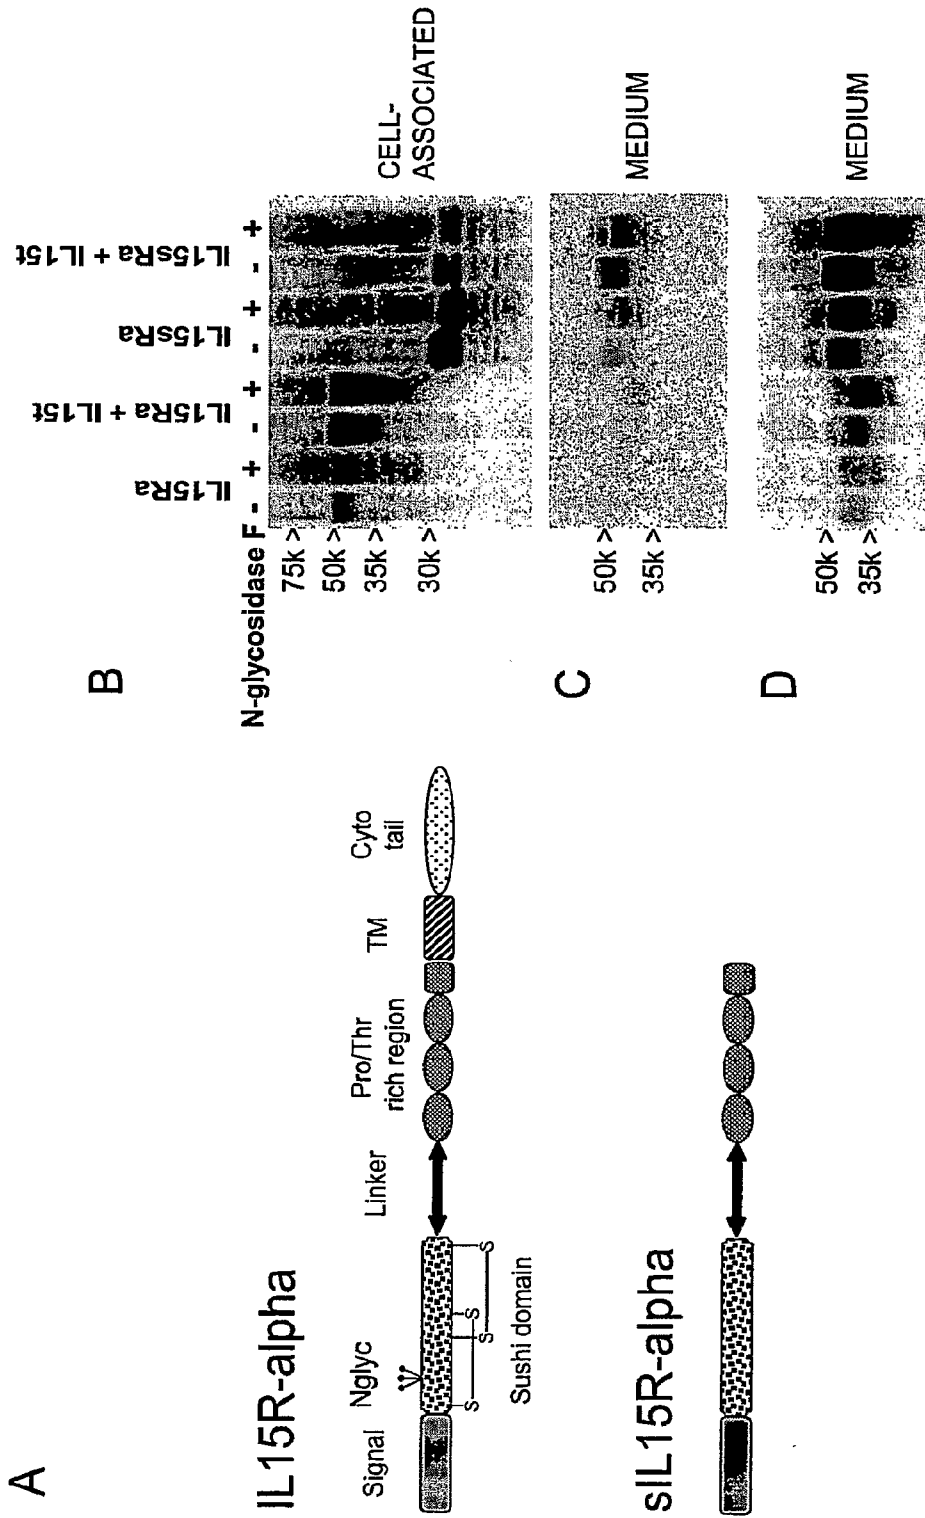 A
IL15R-alpha
Signal
Nglyc
Linker
Pro/Thr
rich region
TM
Cyto
tail
S
S
S
S
Sushi domain
sIL15R-alpha
B
IL15Ra
IL15Ra + IL15t
IL15sRa
IL15sRa + IL15t
N-glycosidase F - + - + - + - +
75k >
50k >
35k >
30k >
CELL-
ASSOCIATED
C
50k >
35k >
MEDIUM
D
50k >
35k >
MEDIUM